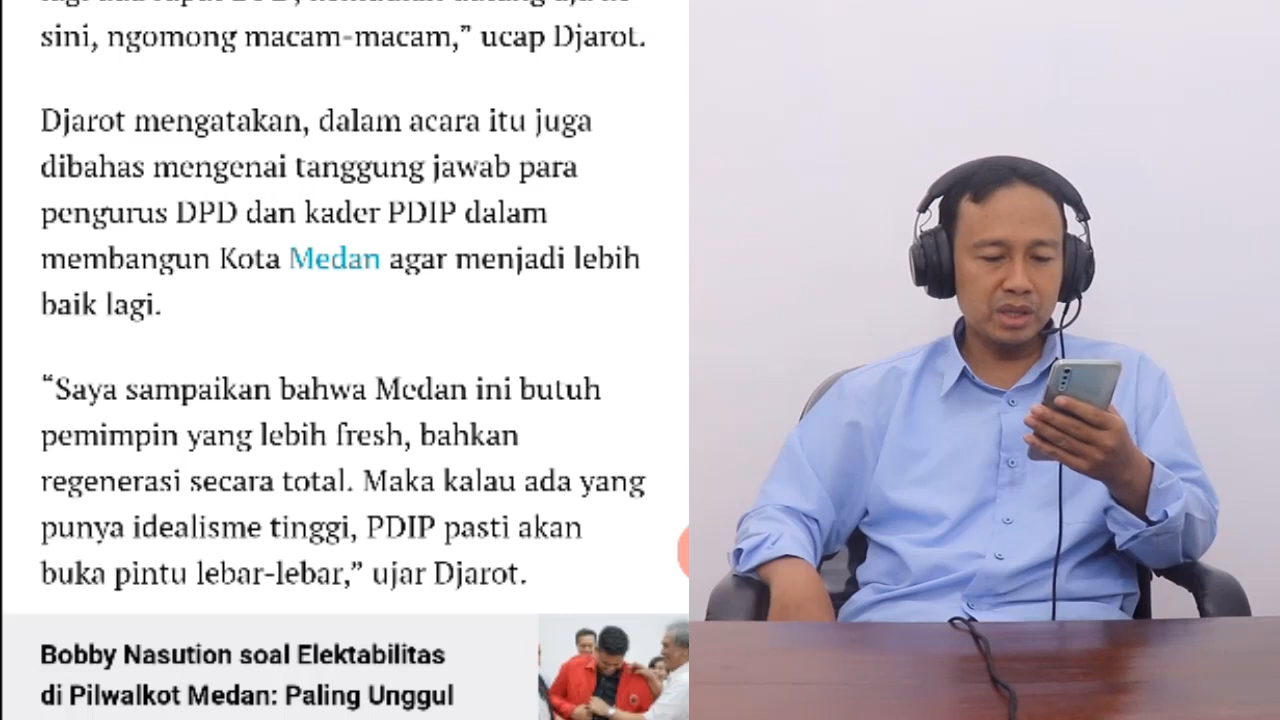 sini, ngomong macam-macam,” ucap Djarot.
Djarot mengatakan, dalam acara itu juga
dibahas mengenai tanggung jawab para
pengurus DPD dan kader PDIP dalam
membangun Kota Medan agar menjadi lebih
baik lagi.
“Saya sampaikan bahwa Medan ini butuh
pemimpin yang lebih fresh, bahkan
regenerasi secara total. Maka kalau ada yang
punya idealisme tinggi, PDIP pasti akan
buka pintu lebar-lebar,” ujar Djarot.
Bobby Nasution soal Elektabilitas
di Pilwalkot Medan: Paling Unggul